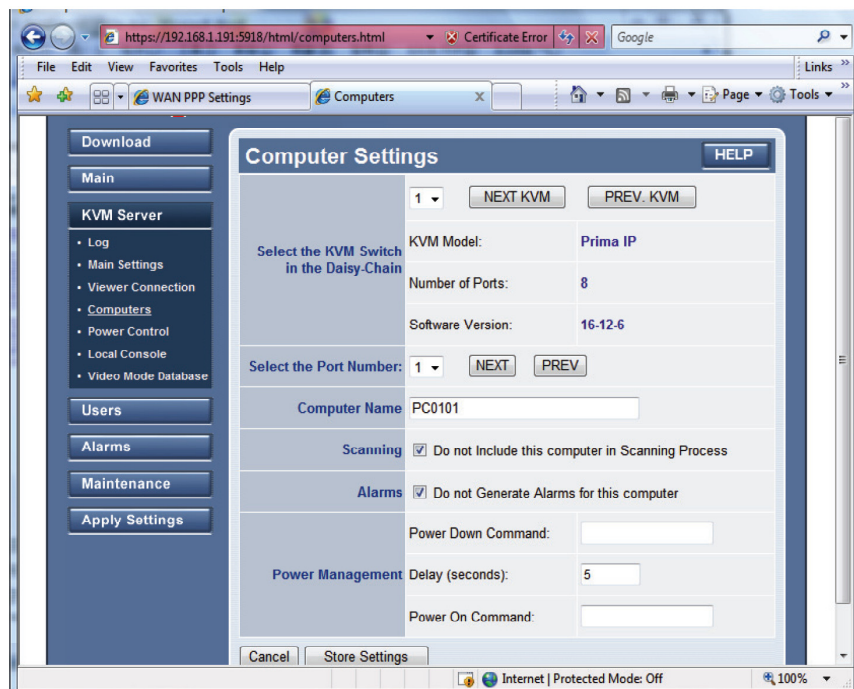 https://192.168.1.191:5918/html/computers.html Certificate Error Google
File Edit View Favorites Tools Help Links
WAN PPP Settings Computers Page Tools
Download
Main
KVM Server
• Log
• Main Settings
• Viewer Connection
• Computers
• Power Control
• Local Console
• Video Mode Database
Users
Alarms
Maintenance
Apply Settings
Computer Settings HELP
1 NEXT KVM PREV. KVM
Select the KVM Switch
in the Daisy-Chain
KVM Model: Prima IP
Number of Ports: 8
Software Version: 16-12-6
Select the Port Number: 1 NEXT PREV
Computer Name PC0101
Scanning Do not Include this computer in Scanning Process
Alarms Do not Generate Alarms for this computer
Power Management
Power Down Command:
Delay (seconds): 5
Power On Command:
Cancel Store Settings
Internet | Protected Mode: Off 100%